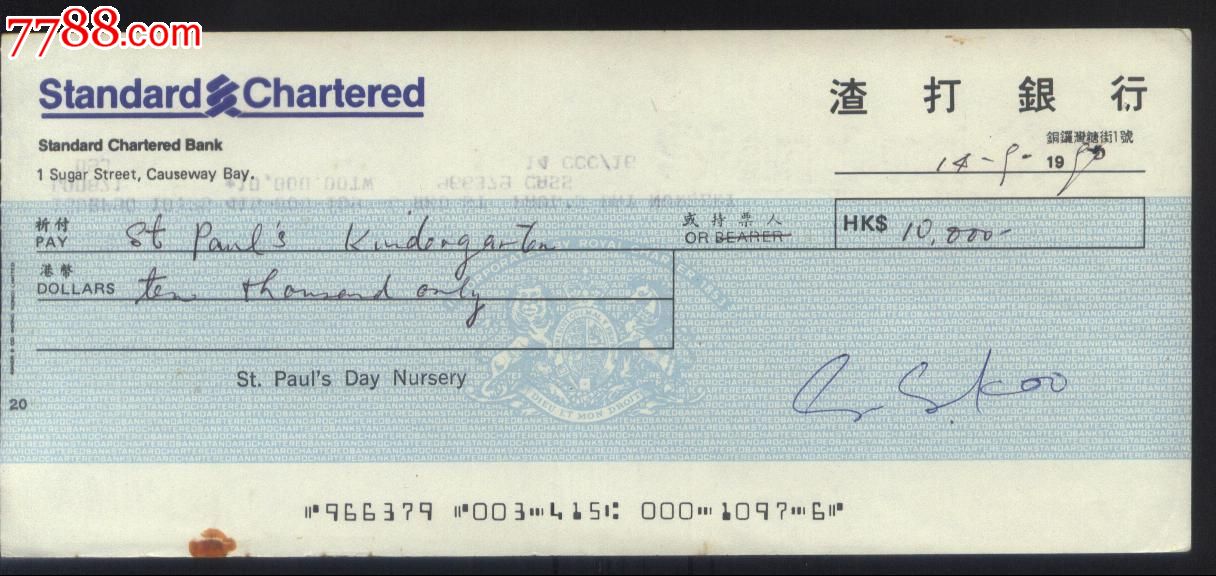 7788.com
Standard Chartered
渣打銀行
Standard Chartered Bank
銅鑼灣糖街1號
1 Sugar Street, Causeway Bay.
14-9-1990
祈付
PAY St Paul's Kindergarten
或持票人
OR BEARER
HK$ 10,000-
港幣
DOLLARS ten thousand only
St. Paul's Day Nursery
20
DIEU ET MON DROIT
⑈966379 ⑈003⑉415⑆ 000⑉1097⑉6⑈